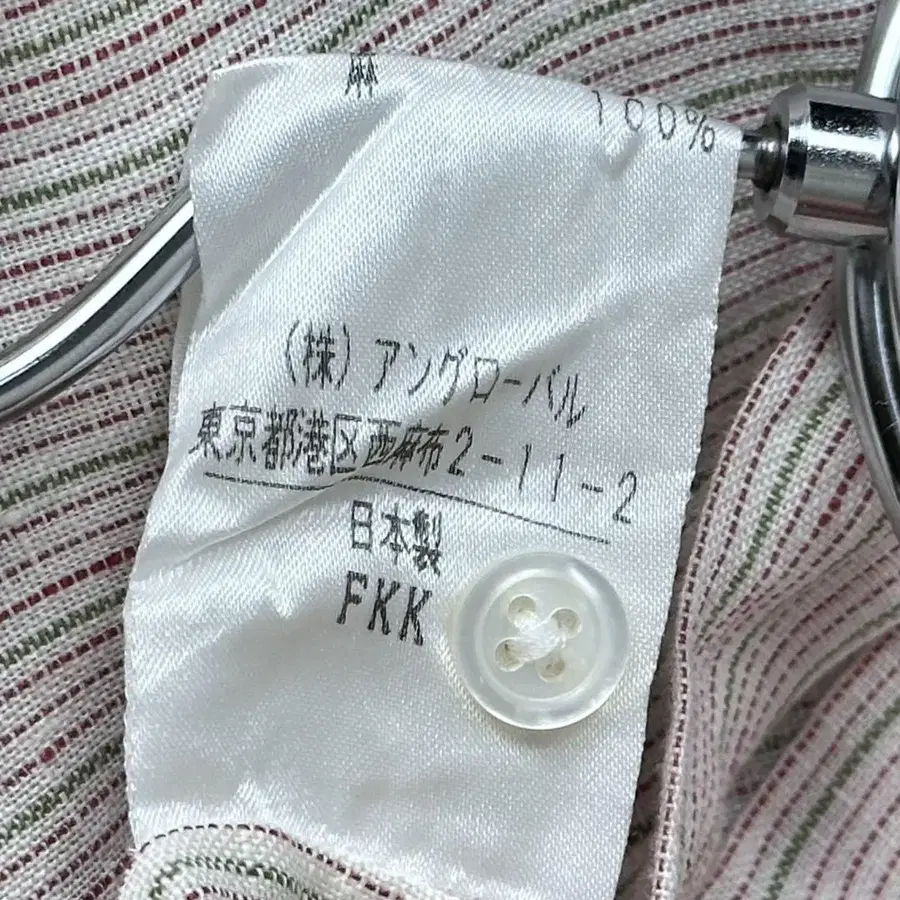 麻 100%
(株)アングローバル
東京都港区西麻布2-11-2
日本製
FKK